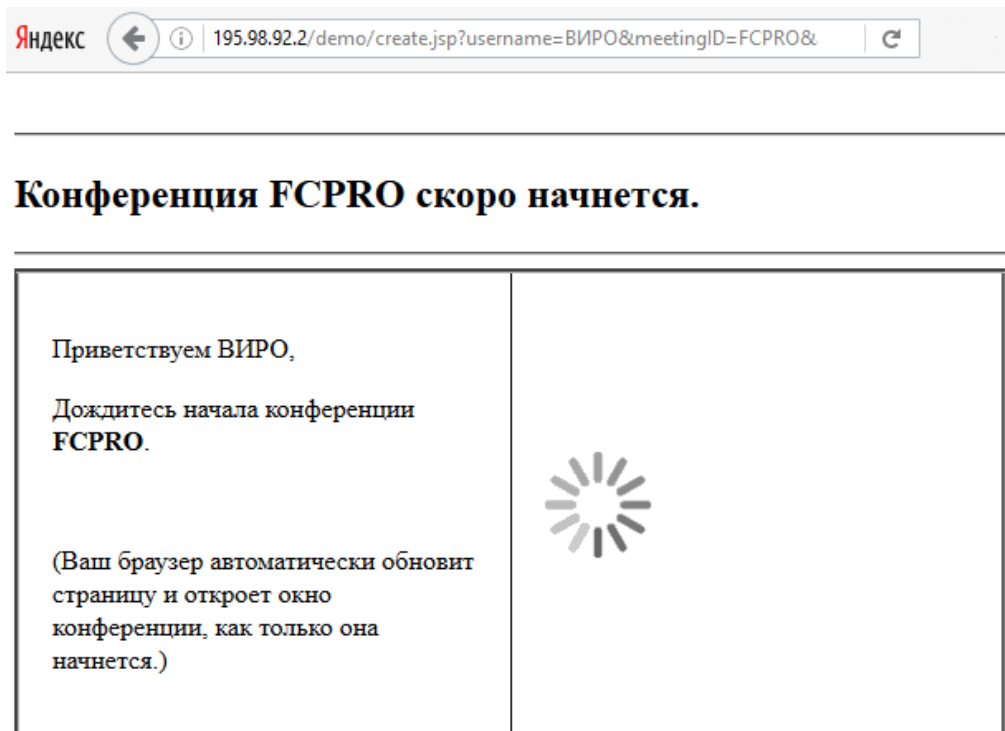 Яндекс 195.98.92.2/demo/create.jsp?username=ВИРО&meetingID=FCPRO&
Конференция FCPRO скоро начнется.
Приветствуем ВИРО,
Дождитесь начала конференции
FCPRO.
(Ваш браузер автоматически обновит
страницу и откроет окно
конференции, как только она
начнется.)